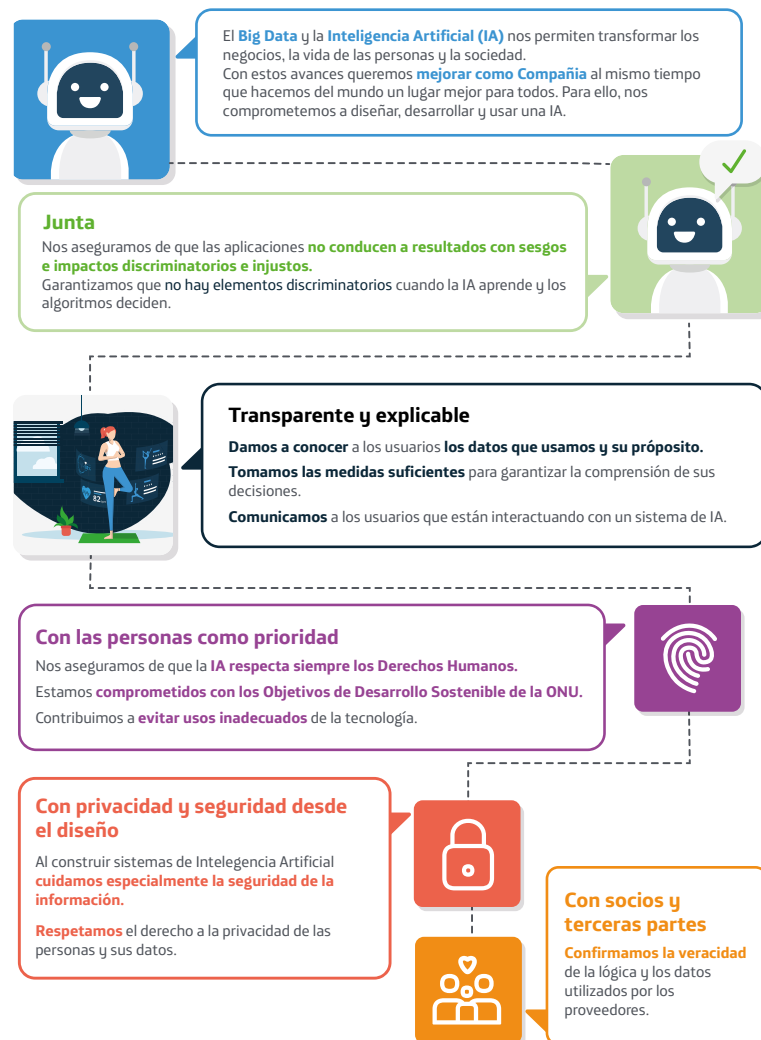 El Big Data y la Inteligencia Artificial (IA) nos permiten transformar los
negocios, la vida de las personas y la sociedad.
Con estos avances queremos mejorar como Compañia al mismo tiempo
que hacemos del mundo un lugar mejor para todos. Para ello, nos
comprometemos a diseñar, desarrollar y usar una IA.
Junta
Nos aseguramos de que las aplicaciones no conducen a resultados con sesgos
e impactos discriminatorios e injustos.
Garantizamos que no hay elementos discriminatorios cuando la IA aprende y los
algoritmos deciden.
Transparente y explicable
Damos a conocer a los usuarios los datos que usamos y su próposito.
Tomamos las medidas suficientes para garantizar la comprensión de sus
decisiones.
Comunicamos a los usuarios que están interactuando con un sistema de IA.
82
Con las personas como prioridad
Nos aseguramos de que la IA respecta siempre los Derechos Humanos.
Estamos comprometidos con los Objetivos de Desarrollo Sostenible de la ONU.
Contribuimos a evitar usos inadecuados de la tecnología.
Con privacidad y seguridad desde
el diseño
Al construir sistemas de Intelegencia Artificial
cuidamos especialmente la seguridad de la
información.
Respetamos el derecho a la privacidad de las
personas y sus datos.
Con socios y
terceras partes
Confirmamos la veracidad
de la lógica y los datos
utilizados por los
proveedores.